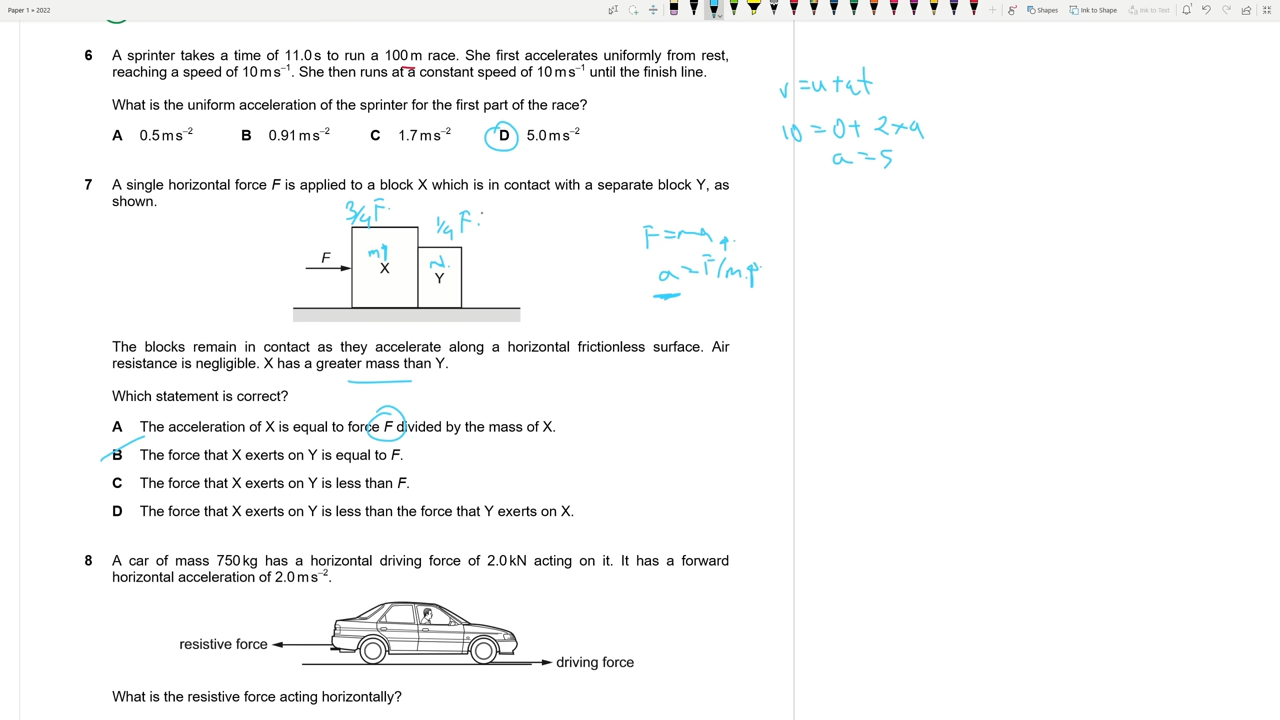 Paper 1 • 2022
Shapes
Ink to Shape
Ink to Text
6 A sprinter takes a time of 11.0 s to run a 100 m race. She first accelerates uniformly from rest,
reaching a speed of 10 m s⁻¹. She then runs at a constant speed of 10 m s⁻¹ until the finish line.
What is the uniform acceleration of the sprinter for the first part of the race?
A 0.5 m s⁻² B 0.91 m s⁻² C 1.7 m s⁻² D 5.0 m s⁻²
v = u + at
10 = 0 + 2 × a
a = 5
7 A single horizontal force F is applied to a block X which is in contact with a separate block Y, as
shown.
3/4 F
1/4 F
F
X
Y
F = ma
a = F/m
The blocks remain in contact as they accelerate along a horizontal frictionless surface. Air
resistance is negligible. X has a greater mass than Y.
Which statement is correct?
A The acceleration of X is equal to force F divided by the mass of X.
B The force that X exerts on Y is equal to F.
C The force that X exerts on Y is less than F.
D The force that X exerts on Y is less than the force that Y exerts on X.
8 A car of mass 750 kg has a horizontal driving force of 2.0 kN acting on it. It has a forward
horizontal acceleration of 2.0 m s⁻².
resistive force
driving force
What is the resistive force acting horizontally?